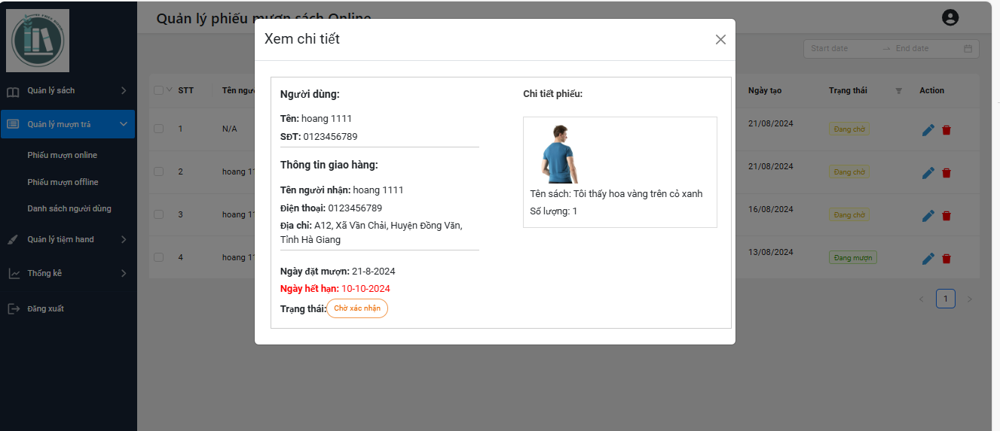 Quản lý phiếu mượn sách Online
Start date → End date
Quản lý sách
Quản lý mượn trả
Phiếu mượn online
Phiếu mượn offline
Danh sách người dùng
Quản lý tiệm hand
Thống kê
Đăng xuất
STT Tên ngư Ngày tạo Trạng thái Action
1 N/A 21/08/2024 Đang chờ
2 hoang 11 21/08/2024 Đang chờ
3 hoang 11 16/08/2024 Đang chờ
4 hoang 11 13/08/2024 Đang mượn
1
Xem chi tiết
Người dùng:
Tên: hoang 1111
SĐT: 0123456789
Thông tin giao hàng:
Tên người nhận: hoang 1111
Điện thoại: 0123456789
Địa chỉ: A12, Xã Vần Chải, Huyện Đồng Văn,
Tỉnh Hà Giang
Ngày đặt mượn: 21-8-2024
Ngày hết hạn: 10-10-2024
Trạng thái: Chờ xác nhận
Chi tiết phiếu:
Tên sách: Tôi thấy hoa vàng trên cỏ xanh
Số lượng: 1